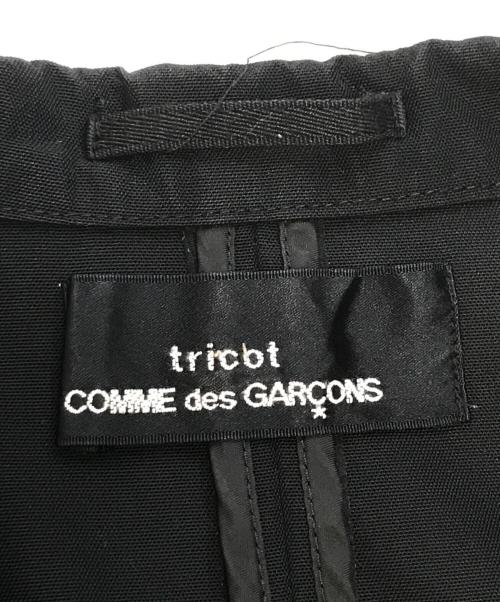 tricot
COMME des GARÇONS
*